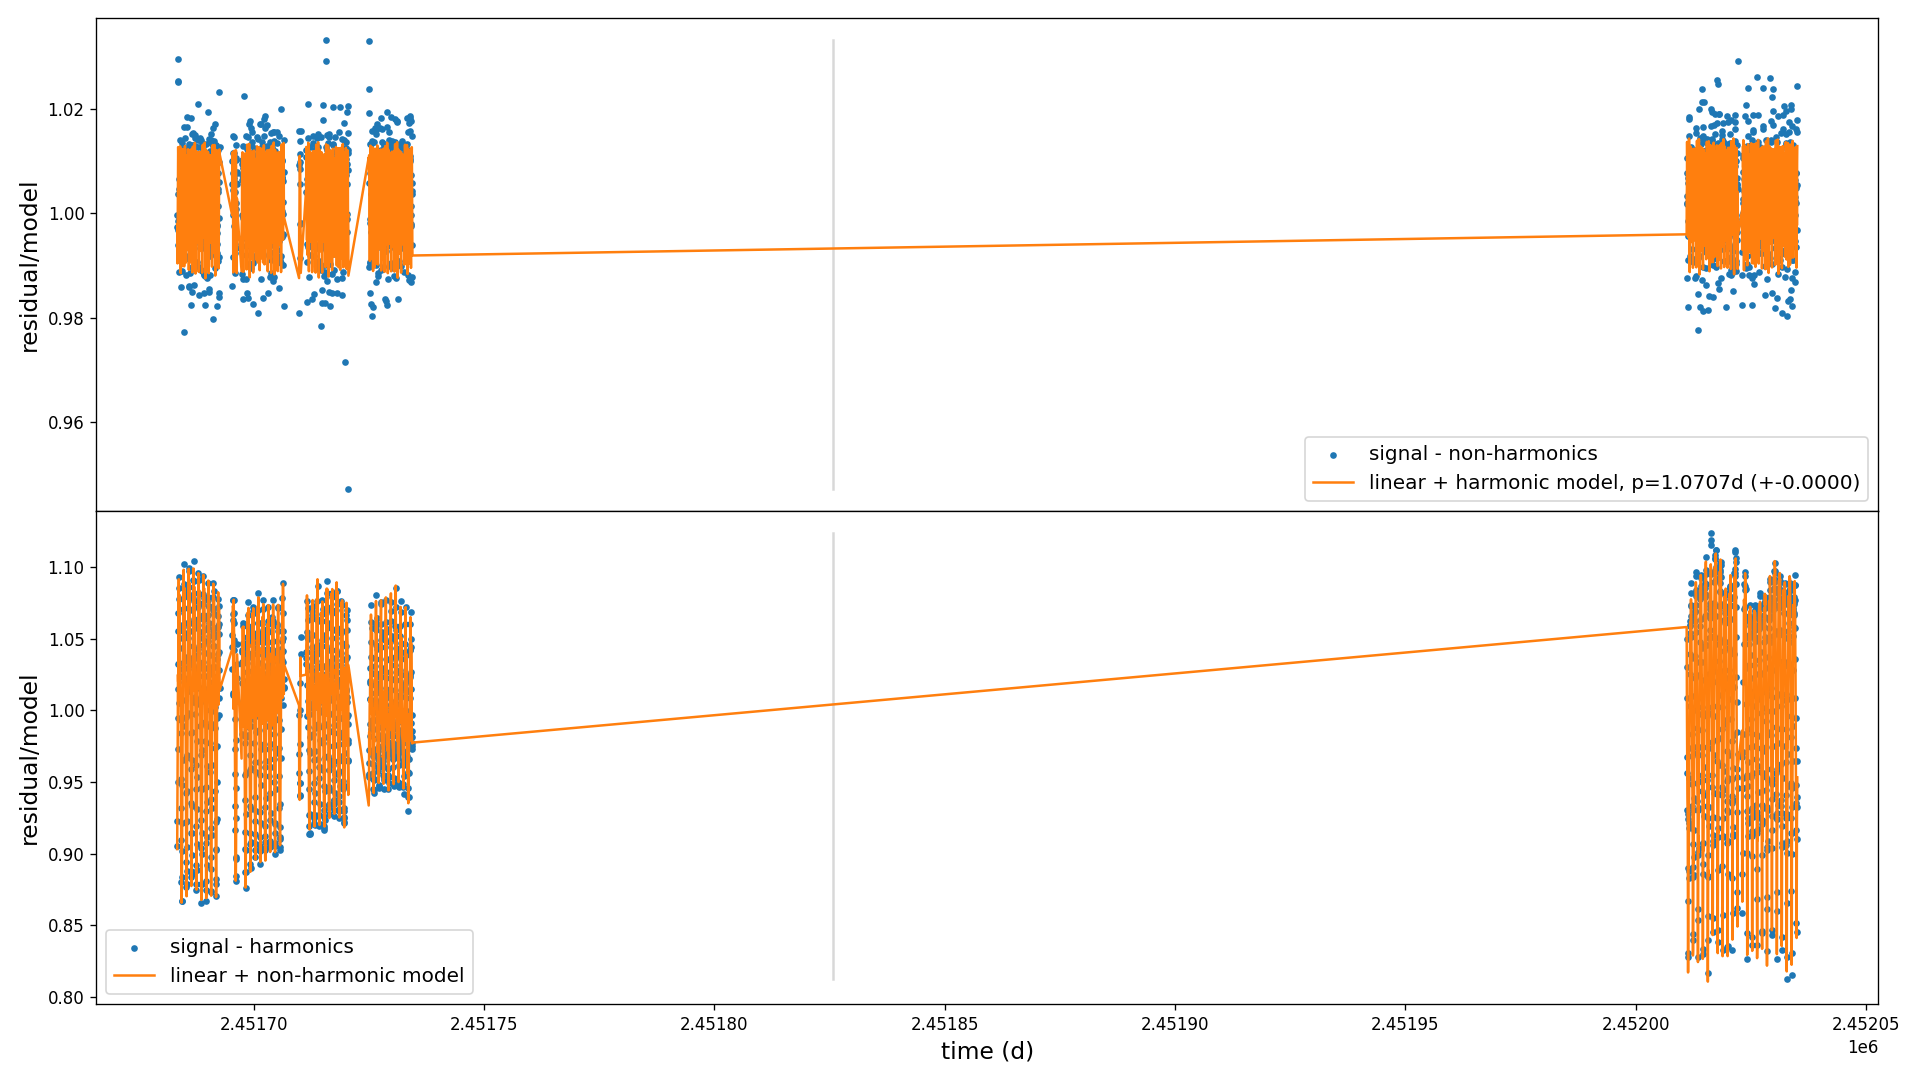 1.02
1.00
0.98
0.96
residual/model
signal - non-harmonics
linear + harmonic model, p=1.0707d (+-0.0000)
1.10
1.05
1.00
0.95
0.90
0.85
0.80
residual/model
signal - harmonics
linear + non-harmonic model
2.45170
2.45175
2.45180
2.45185
2.45190
2.45195
2.45200
2.45205
1e6
time (d)